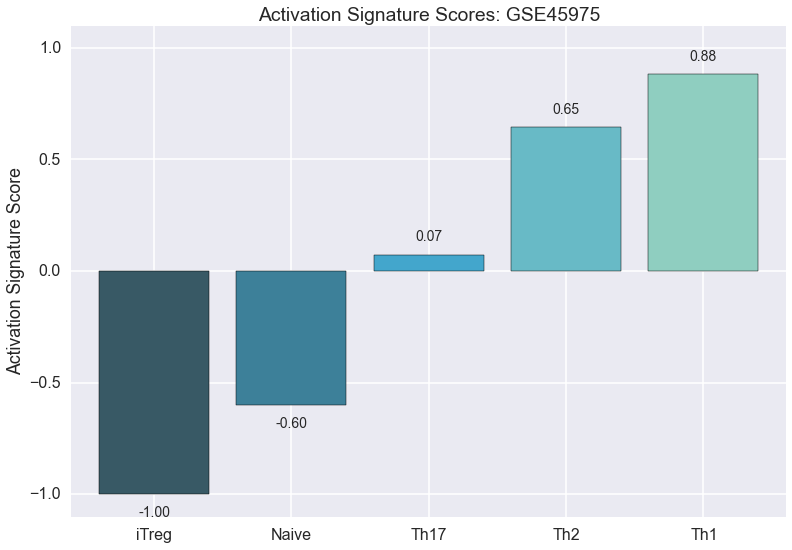 Activation Signature Scores: GSE45975
Activation Signature Score
1.0
0.5
0.0
−0.5
−1.0
-1.00
-0.60
0.07
0.65
0.88
iTreg
Naive
Th17
Th2
Th1